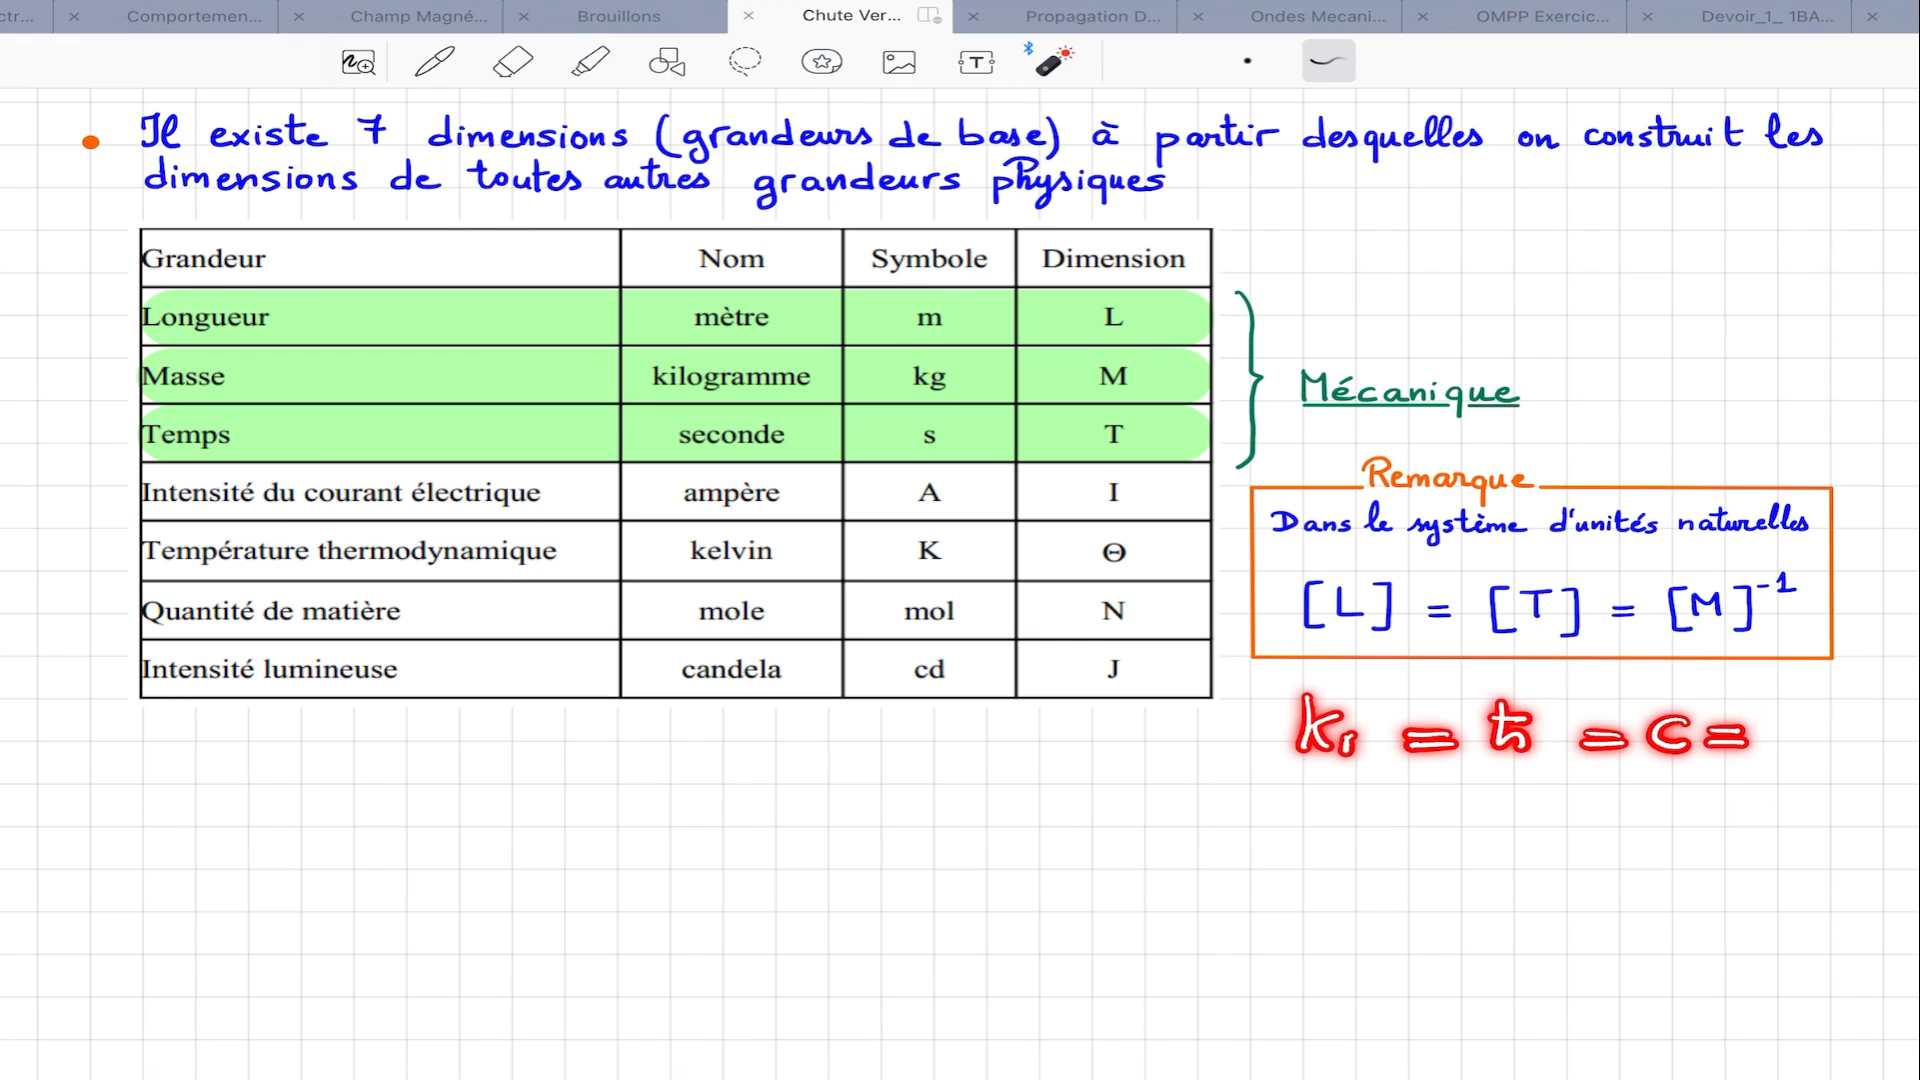 ctr...
Comportemen...
Champ Magné...
Brouillons
Chute Ver...
Propagation D...
Ondes Mecani...
OMPP Exercic...
Devoir_1_ 1BA...
T
Il existe 7 dimensions (grandeurs de base) à partir desquelles on construit les
dimensions de toutes autres grandeurs physiques
Grandeur Nom Symbole Dimension
Longueur mètre m L
Masse kilogramme kg M
Temps seconde s T
Intensité du courant électrique ampère A I
Température thermodynamique kelvin K Θ
Quantité de matière mole mol N
Intensité lumineuse candela cd J
Mécanique
Remarque
Dans le système d'unités naturelles
[L] = [T] = [M]⁻¹
= ħ = c =